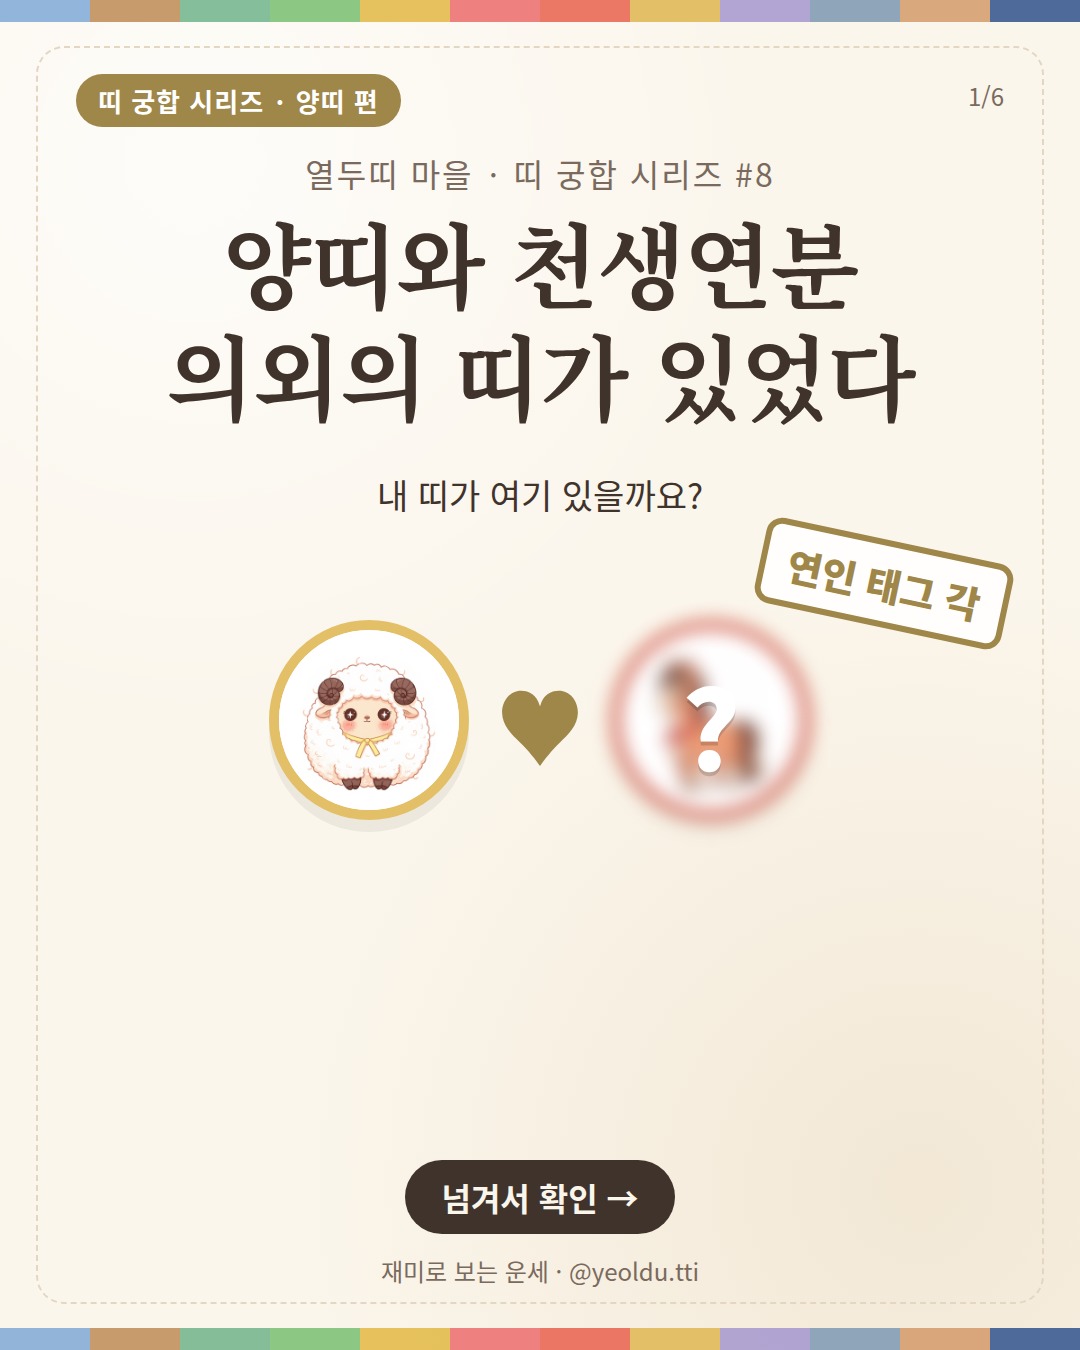 띠 궁합 시리즈 · 양띠 편
1/6
열두띠 마을 · 띠 궁합 시리즈 #8
양띠와 천생연분
의외의 띠가 있었다
내 띠가 여기 있을까요?
연인 태그 각
?
넘겨서 확인 →
재미로 보는 운세 · @yeoldu.tti